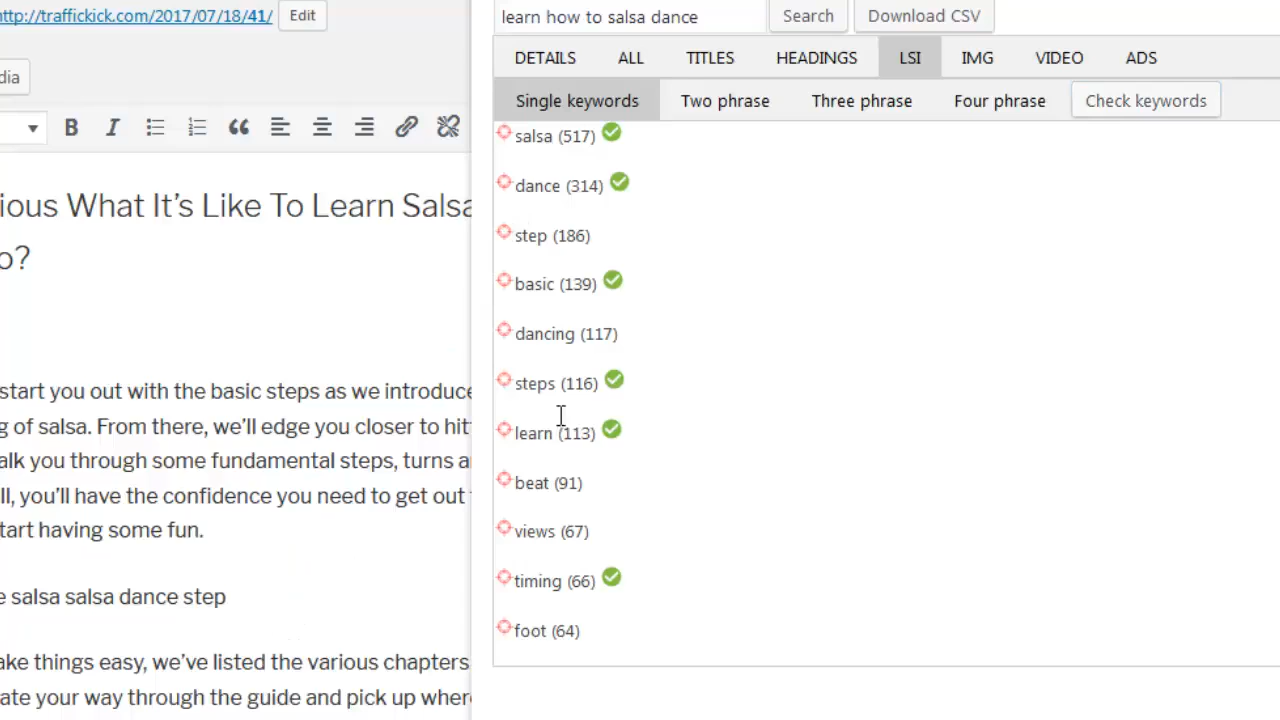 http://traffickick.com/2017/07/18/41/ Edit
dia
B I
ious What It's Like To Learn Salsa
o?
start you out with the basic steps as we introduce
g of salsa. From there, we'll edge you closer to hit
alk you through some fundamental steps, turns a
ll, you'll have the confidence you need to get out
tart having some fun.
e salsa salsa dance step
ake things easy, we've listed the various chapters
ate your way through the guide and pick up wher
learn how to salsa dance Search Download CSV
DETAILS ALL TITLES HEADINGS LSI IMG VIDEO ADS
Single keywords Two phrase Three phrase Four phrase Check keywords
salsa (517)
dance (314)
step (186)
basic (139)
dancing (117)
steps (116)
learn (113)
beat (91)
views (67)
timing (66)
foot (64)